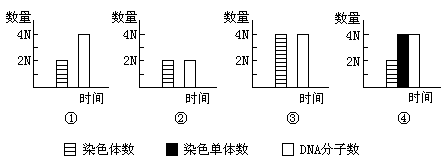 数量 数量 数量 数量
4N 4N 4N 4N
2N 2N 2N 2N
时间 时间 时间 时间
① ② ③ ④
染色体数 染色单体数 DNA分子数